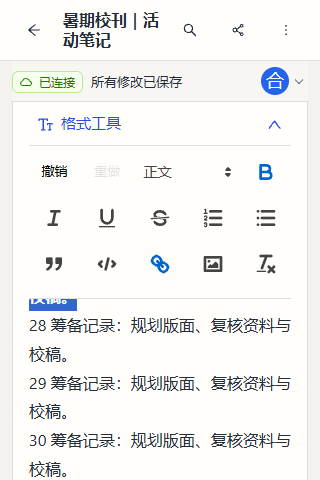 暑期校刊 | 活
动笔记
已连接
所有修改已保存
合
格式工具
撤销
重做
正文
校稿。
28 筹备记录：规划版面、复核资料与
校稿。
29 筹备记录：规划版面、复核资料与
校稿。
30 筹备记录：规划版面、复核资料与
校稿。